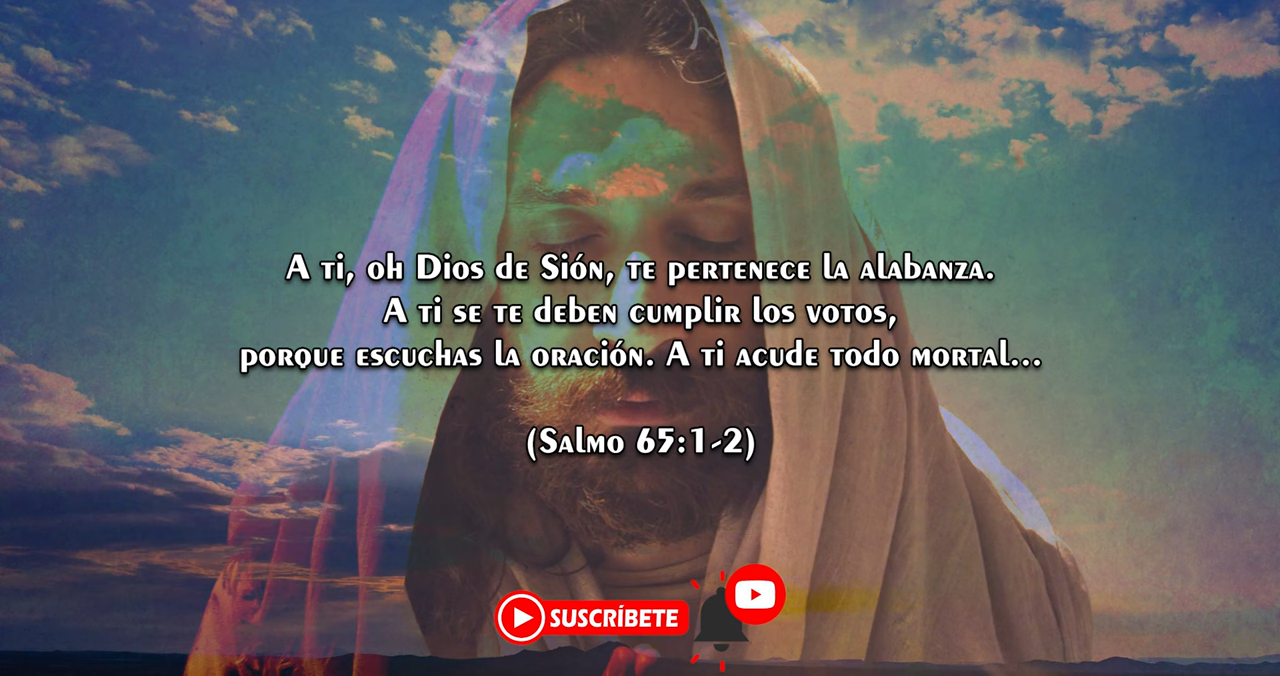 A ti, oh Dios de Sión, te pertenece la alabanza.
A ti se te deben cumplir los votos,
porque escuchas la oración. A ti acude todo mortal...
(Salmo 65:1-2)
SUSCRÍBETE